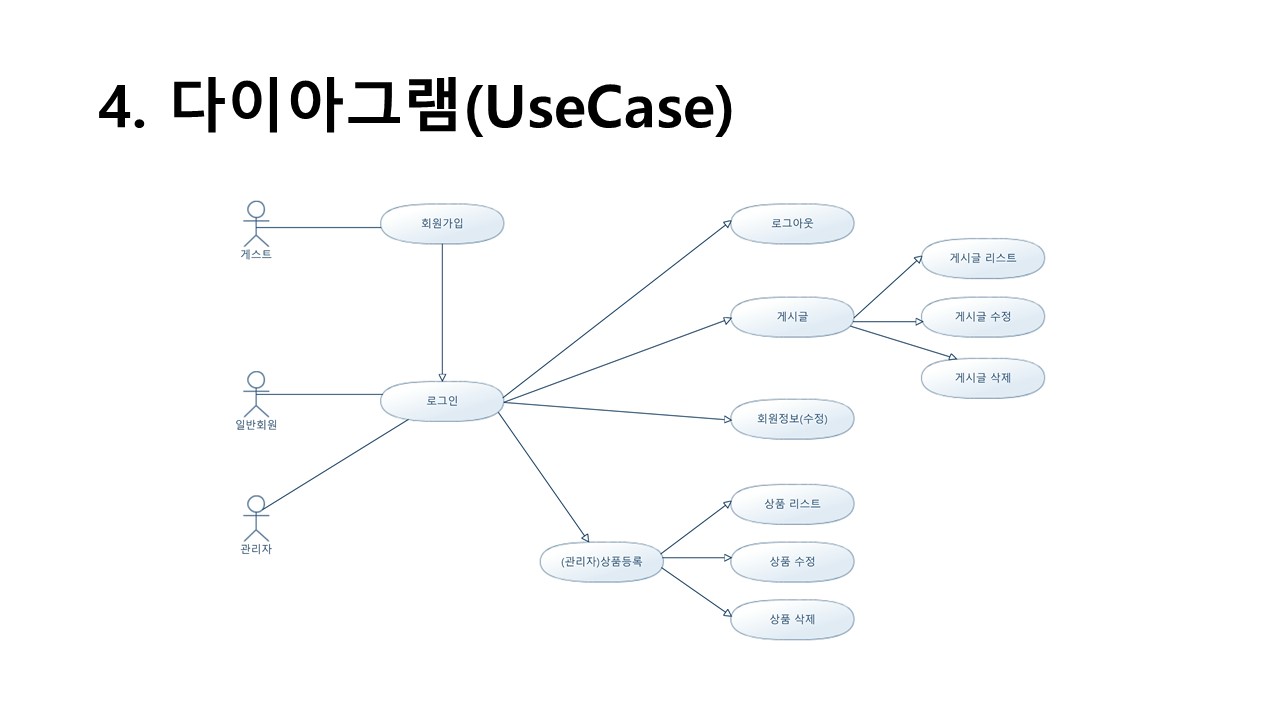 4. 다이아그램(UseCase)
게스트
회원가입
로그아웃
게시글 리스트
게시글
게시글 수정
게시글 삭제
일반회원
로그인
회원정보(수정)
관리자
(관리자)상품등록
상품 리스트
상품 수정
상품 삭제